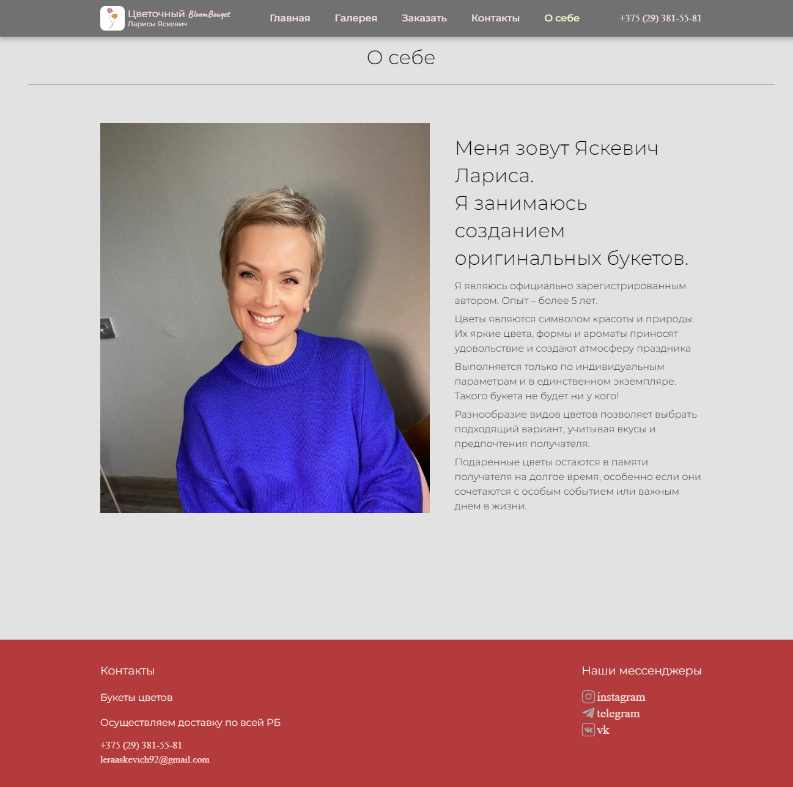 Цветочный BloomBouget
Лариса Яскевич
Главная
Галерея
Заказать
Контакты
О себе
+375 (29) 381-55-81
О себе
Меня зовут Яскевич
Лариса.
Я занимаюсь
созданием
оригинальных букетов.
Я являюсь официально зарегистрированным
автором. Опыт – более 5 лет.
Цветы являются символом красоты и природы.
Их яркие цвета, формы и ароматы приносят
удовольствие и создают атмосферу праздника
Выполняется только по индивидуальным
параметрам и в единственном экземпляре.
Такого букета не будет ни у кого!
Разнообразие видов цветов позволяет выбрать
подходящий вариант, учитывая вкусы и
предпочтения получателя.
Подаренные цветы остаются в памяти
получателя на долгое время, особенно если они
сочетаются с особым событием или важным
днем в жизни.
Контакты
Букеты цветов
Осуществляем доставку по всей РБ
+375 (29) 381-55-81
leraaskevich92@gmail.com
Наши мессенджеры
instagram
telegram
vk